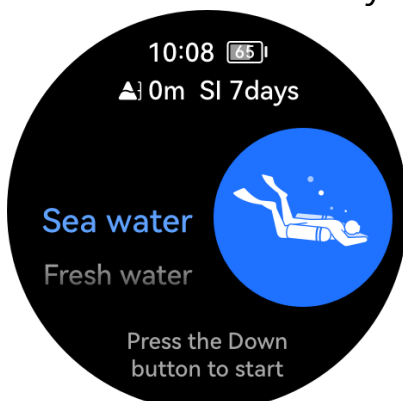 10:08 65
0m SI 7days
Sea water
Fresh water
Press the Down
button to start